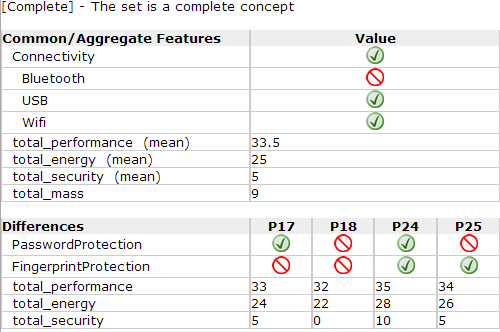 [Complete] - The set is a complete concept
Common/Aggregate Features Value
Connectivity
Bluetooth
USB
Wifi
total_performance (mean) 33.5
total_energy (mean) 25
total_security (mean) 5
total_mass 9
Differences P17 P18 P24 P25
PasswordProtection
FingerprintProtection
total_performance 33 32 35 34
total_energy 24 22 28 26
total_security 5 0 10 5